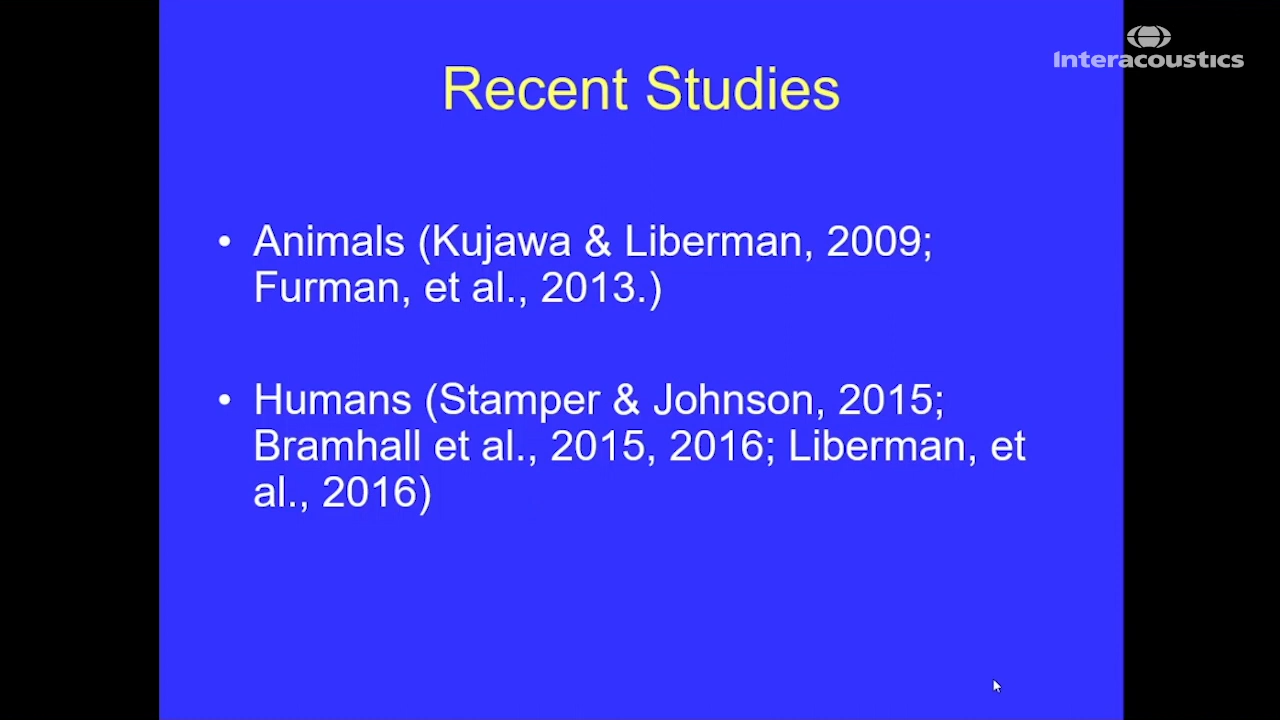 Interacoustics
Recent Studies
• Animals (Kujawa & Liberman, 2009;
Furman, et al., 2013.)
• Humans (Stamper & Johnson, 2015;
Bramhall et al., 2015, 2016; Liberman, et
al., 2016)